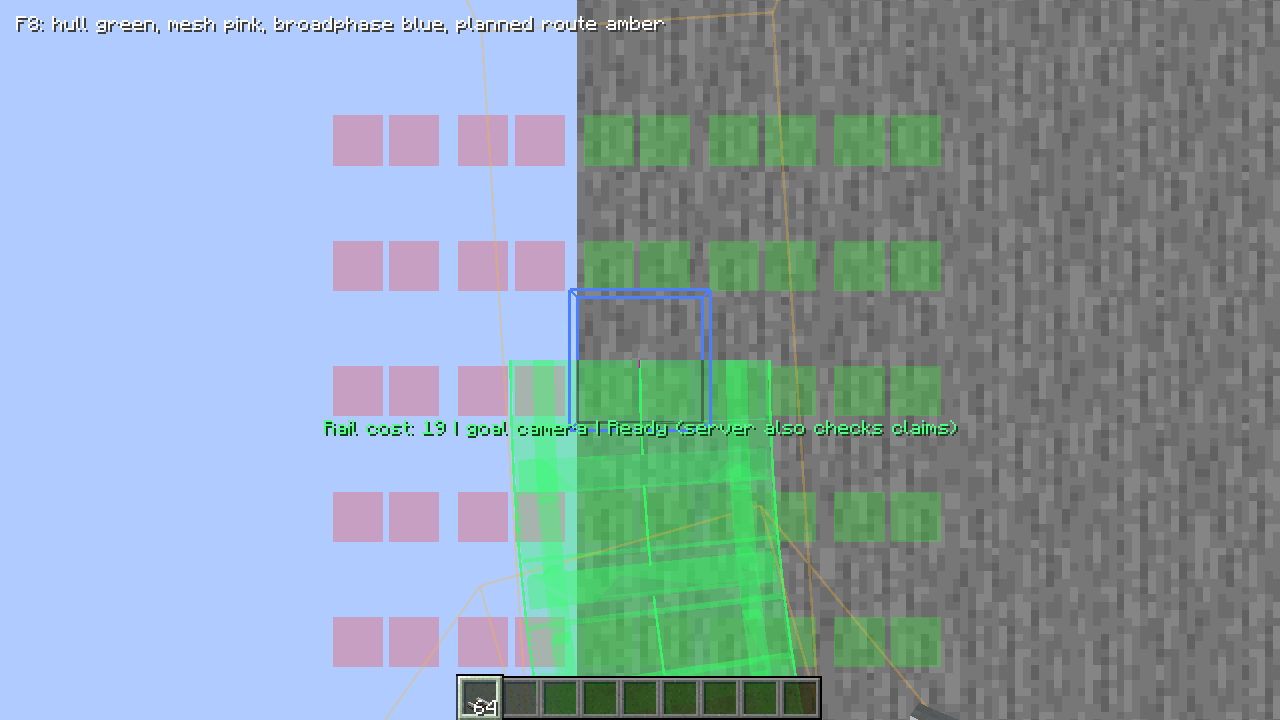 F8: hull green, mesh pink, broadphase blue, planned route amber
Rail cost: 19 | goal camera | Ready (server also checks claims)
64